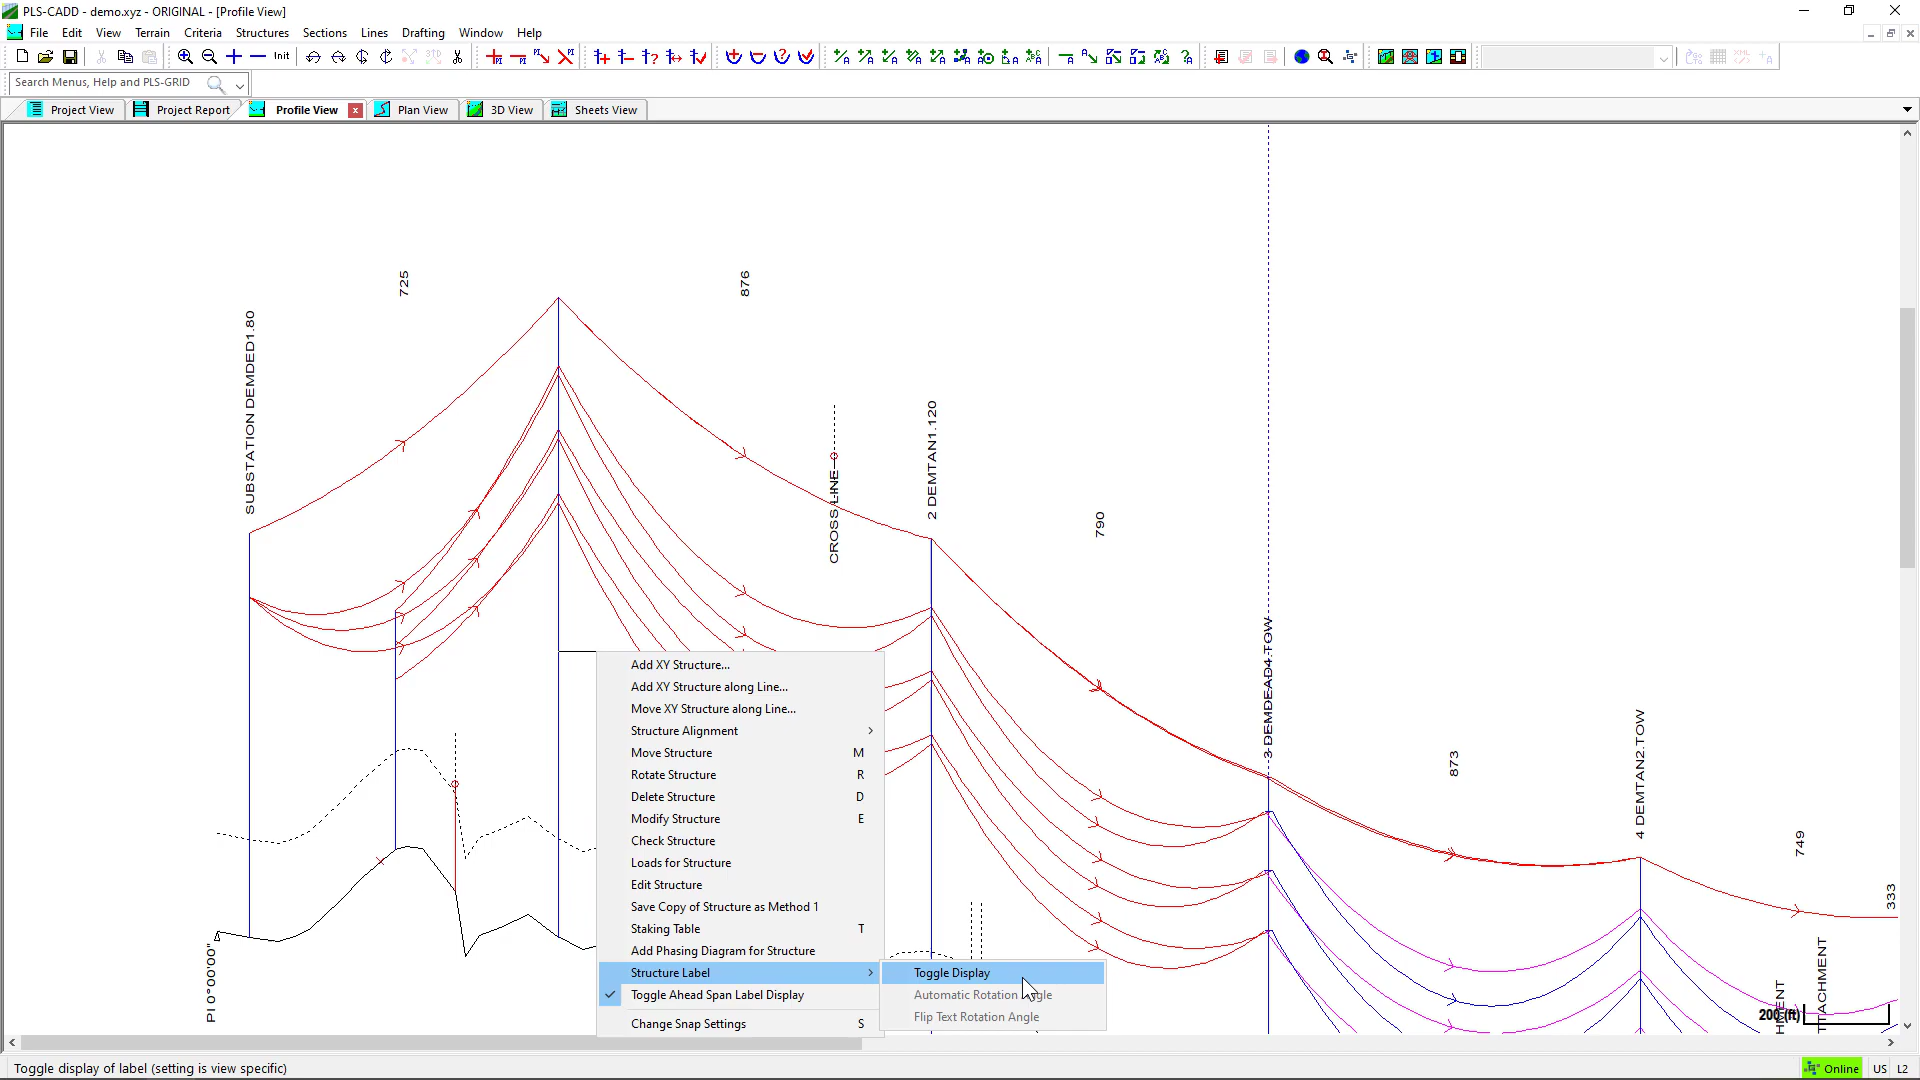 PLS-CADD - demo.xyz - ORIGINAL - [Profile View]
File Edit View Terrain Criteria Structures Sections Lines Drafting Window Help
Init
Search Menus, Help and PLS-GRID
Project View
Project Report
Profile View
Plan View
3D View
Sheets View
725
876
SUBSTATION DEMDED1.80
CROSS LINE
2 DEMTAN1.120
790
3 DEMDEAD4.TOW
873
4 DEMTAN2.TOW
749
333
PI 0°00'00"
TTACHMENT
HMENT
200 (ft)
Add XY Structure...
Add XY Structure along Line...
Move XY Structure along Line...
Structure Alignment
Move Structure M
Rotate Structure R
Delete Structure D
Modify Structure E
Check Structure
Loads for Structure
Edit Structure
Save Copy of Structure as Method 1
Staking Table T
Add Phasing Diagram for Structure
Structure Label
Toggle Ahead Span Label Display
Change Snap Settings S
Toggle Display
Automatic Rotation gle
Flip Text Rotation Angle
Toggle display of label (setting is view specific)
Online US L2